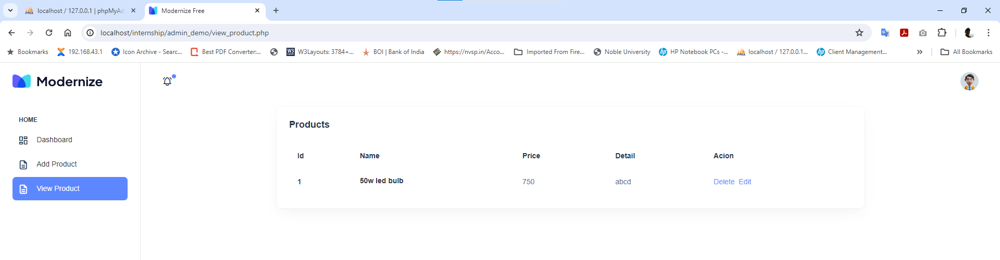 localhost / 127.0.0.1 | phpMyAd
Modernize Free
localhost/internship/admin_demo/view_product.php
Bookmarks
192.168.43.1
Icon Archive - Searc...
Best PDF Converter:...
W3Layouts: 3784+...
BOI | Bank of India
https://nvsp.in/Acco...
Imported From Fire...
Noble University
HP Notebook PCs -...
localhost / 127.0.0.1...
Client Management...
All Bookmarks
Modernize
HOME
Dashboard
Add Product
View Product
Products
Id Name Price Detail Acion
1 50w led bulb 750 abcd Delete Edit